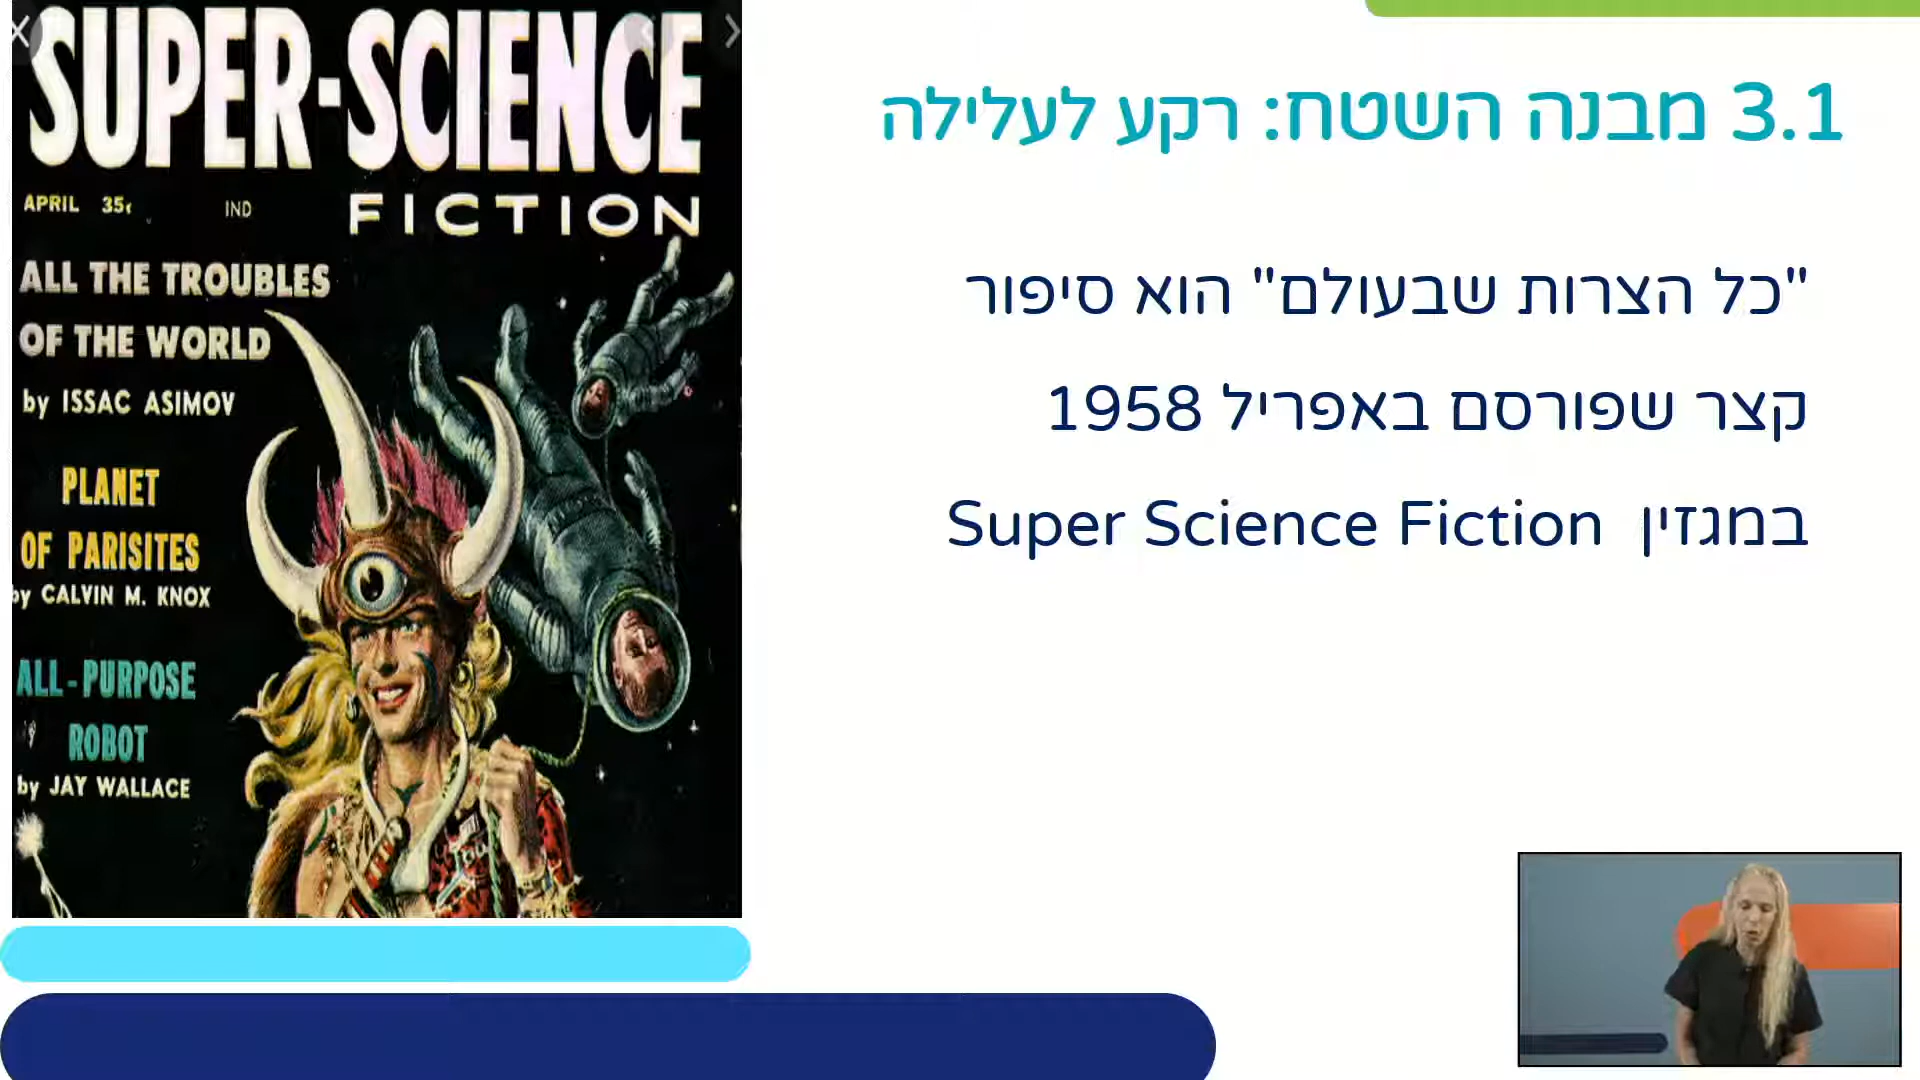 SUPER-SCIENCE
FICTION
APRIL 35¢
IND
ALL THE TROUBLES
OF THE WORLD
by ISSAC ASIMOV
PLANET
OF PARISITES
by CALVIN M. KNOX
ALL-PURPOSE
ROBOT
by JAY WALLACE
3.1 מבנה השטח: רקע לעלילה
"כל הצרות שבעולם" הוא סיפור
קצר שפורסם באפריל 1958
במגזין Super Science Fiction